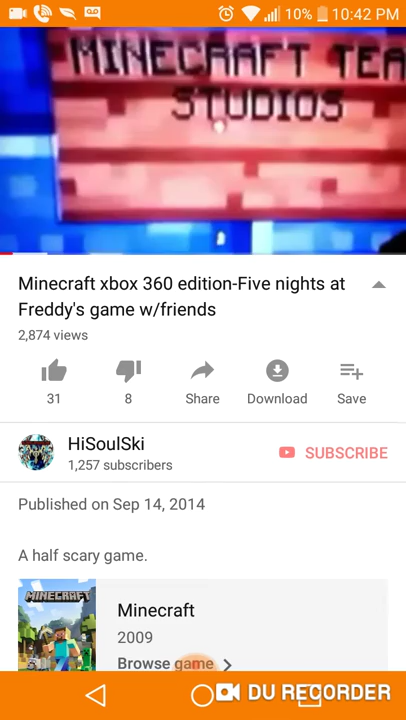 10% 10:42 PM
MINECRAFT TEA
STUDIOS
Minecraft xbox 360 edition-Five nights at
Freddy's game w/friends
2,874 views
31 8 Share Download Save
HiSoulSki
1,257 subscribers
SUBSCRIBE
Published on Sep 14, 2014
A half scary game.
MINECRAFT
Minecraft
2009
Browse game
DU RECORDER